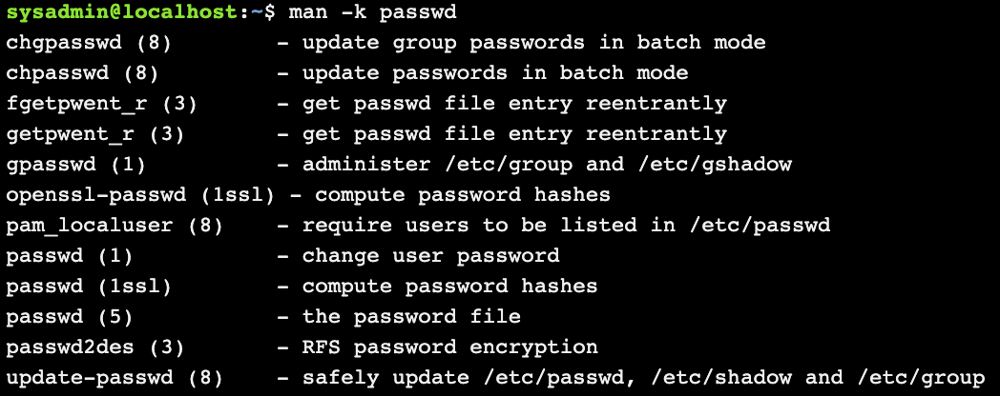 sysadmin@localhost:~$ man -k passwd
chgpasswd (8)        - update group passwords in batch mode
chpasswd (8)         - update passwords in batch mode
fgetpwent_r (3)      - get passwd file entry reentrantly
getpwent_r (3)       - get passwd file entry reentrantly
gpasswd (1)          - administer /etc/group and /etc/gshadow
openssl-passwd (1ssl) - compute password hashes
pam_localuser (8)    - require users to be listed in /etc/passwd
passwd (1)           - change user password
passwd (1ssl)        - compute password hashes
passwd (5)           - the password file
passwd2des (3)       - RFS password encryption
update-passwd (8)    - safely update /etc/passwd, /etc/shadow and /etc/group